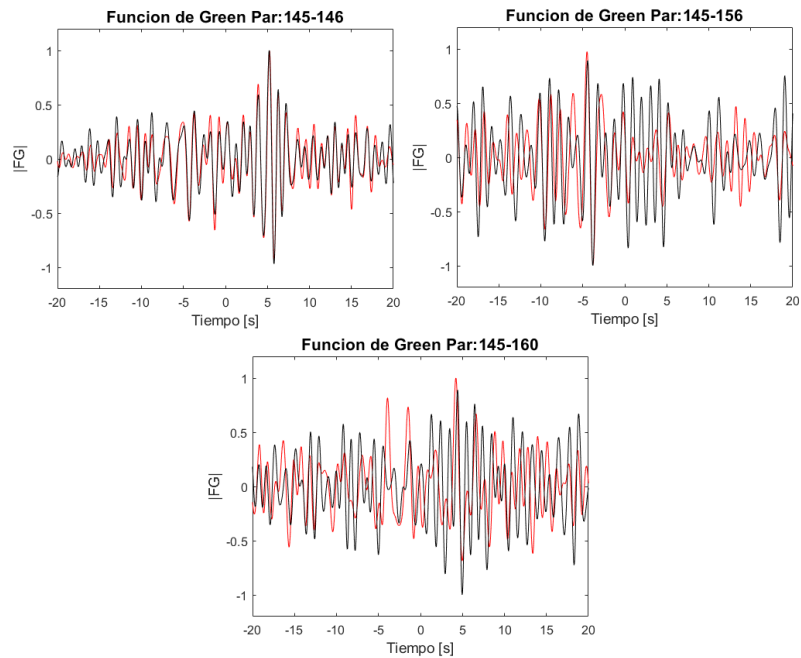 Funcion de Green Par:145-146
|FG|
1
0.5
0
-0.5
-1
-20 -15 -10 -5 0 5 10 15 20
Tiempo [s]
Funcion de Green Par:145-156
|FG|
1
0.5
0
-0.5
-1
-20 -15 -10 -5 0 5 10 15 20
Tiempo [s]
Funcion de Green Par:145-160
|FG|
1
0.5
0
-0.5
-1
-20 -15 -10 -5 0 5 10 15 20
Tiempo [s]